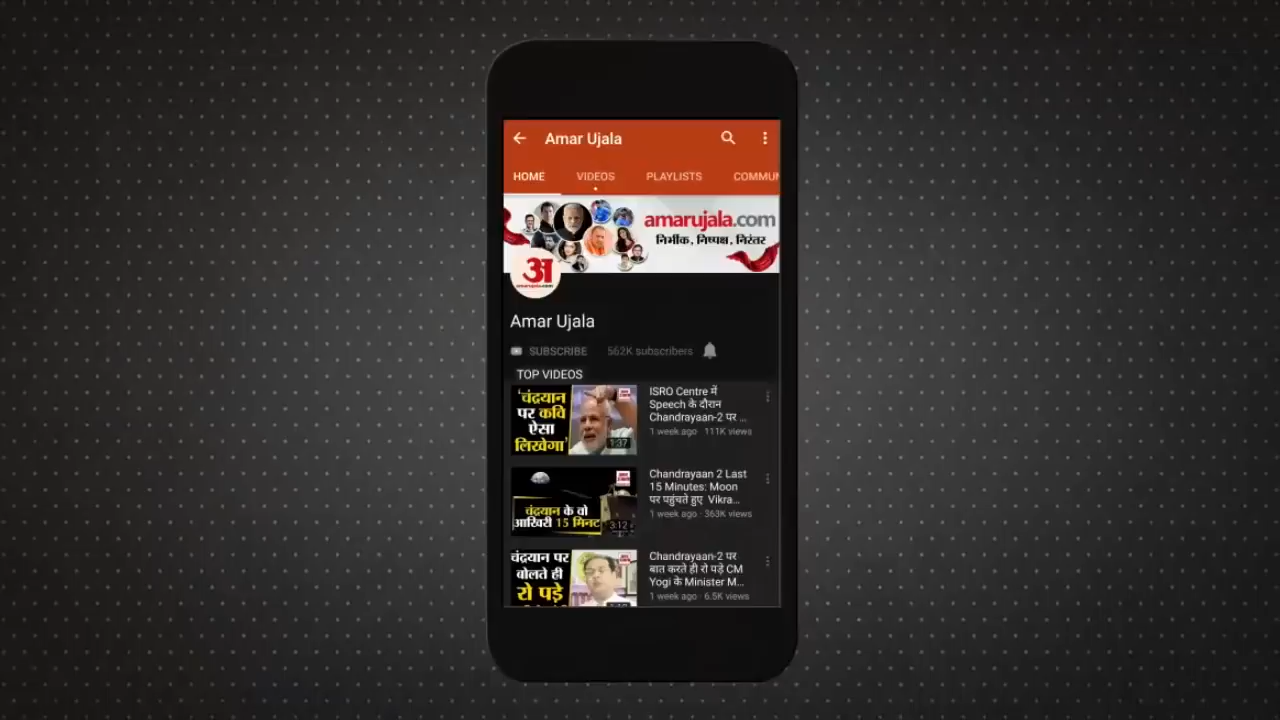 Amar Ujala
HOME VIDEOS PLAYLISTS COMMUN
amarujala.com
निर्भीक, निष्पक्ष, निरंतर
अ
amarujala.com
Amar Ujala
SUBSCRIBE 562K subscribers
TOP VIDEOS
'चंद्रयान
पर कवि
ऐसा
लिखेगा'
1:37
ISRO Centre में
Speech के दौरान
Chandrayaan-2 पर ...
1 week ago · 111K views
चंद्रयान के वो
आखिरी 15 मिनट
3:12
Chandrayaan 2 Last
15 Minutes: Moon
पर पहुंचते हुए Vikra...
1 week ago · 363K views
चंद्रयान पर
बोलते ही
रो पड़े
Chandrayaan-2 पर
बात करते ही रो पड़े CM
Yogi के Minister M...
1 week ago · 6.5K views